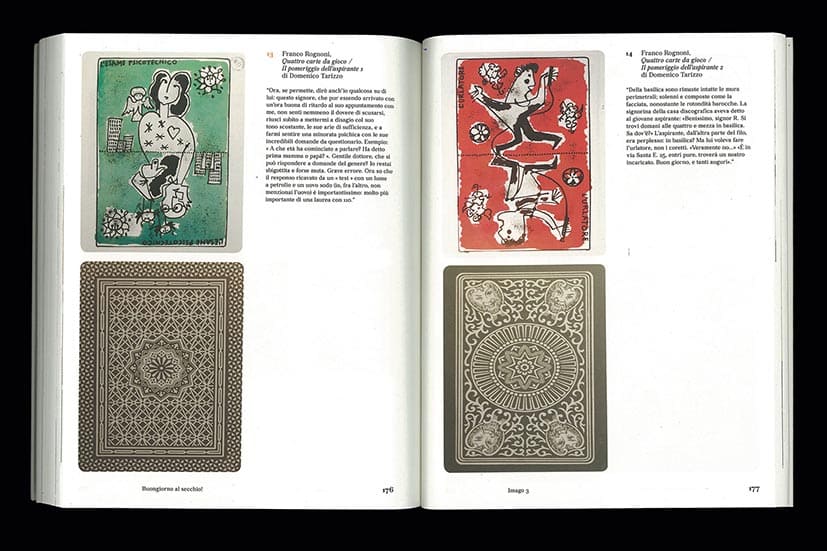 L'ESAME PSICOTECNICO
L'ESAME PSICOTECNICO
13
Franco Rognoni,
Quattro carte da gioco /
Il pomeriggio dell'aspirante 1
di Domenico Tarizzo
"Ora, se permette, dirò anch'io qualcosa su di
lui: questo signore, che pur essendo arrivato con
un'ora buona di ritardo al suo appuntamento con
me, non sentì nemmeno il dovere di scusarsi,
riuscì subito a mettermi a disagio col suo
tono scostante, le sue arie di sufficienza, e a
farmi sentire una minorata psichica con le sue
incredibili domande da questionario. Esempio:
« A che età ha cominciato a parlare? Ha detto
prima mamma o papà? ». Gentile dottore, che si
può rispondere a domande del genere? Io restai
sbigottita e forse muta. Grave errore. Ora so che
il responso ricavato da un « test » con un lume
a petrolio e un uovo sodo (in, fra l'altro, non
menzionai l'uovo) è importantissimo: molto più
importante di una laurea con 110."
Buongiorno al secchio!
176
URLATORE
14
Franco Rognoni,
Quattro carte da gioco /
Il pomeriggio dell'aspirante 2
di Domenico Tarizzo
"Della basilica sono rimaste intatte le mura
perimetrali; solenni e composte come la
facciata, nonostante le rotondità barocche. La
signorina della casa discografica aveva detto
al giovane aspirante: «Benissimo, signor R. Si
trovi domani alle quattro e mezza in basilica.
Sa dov'è?» L'aspirante, dall'altra parte del filo,
era perplesso: in basilica? Ma lui voleva fare
l'urlatore, non i coretti. «Veramente no...» «È in
via Santa E. 25, entri pure, troverà un nostro
incaricato. Buon giorno, e tanti auguri»."
Imago 3
177